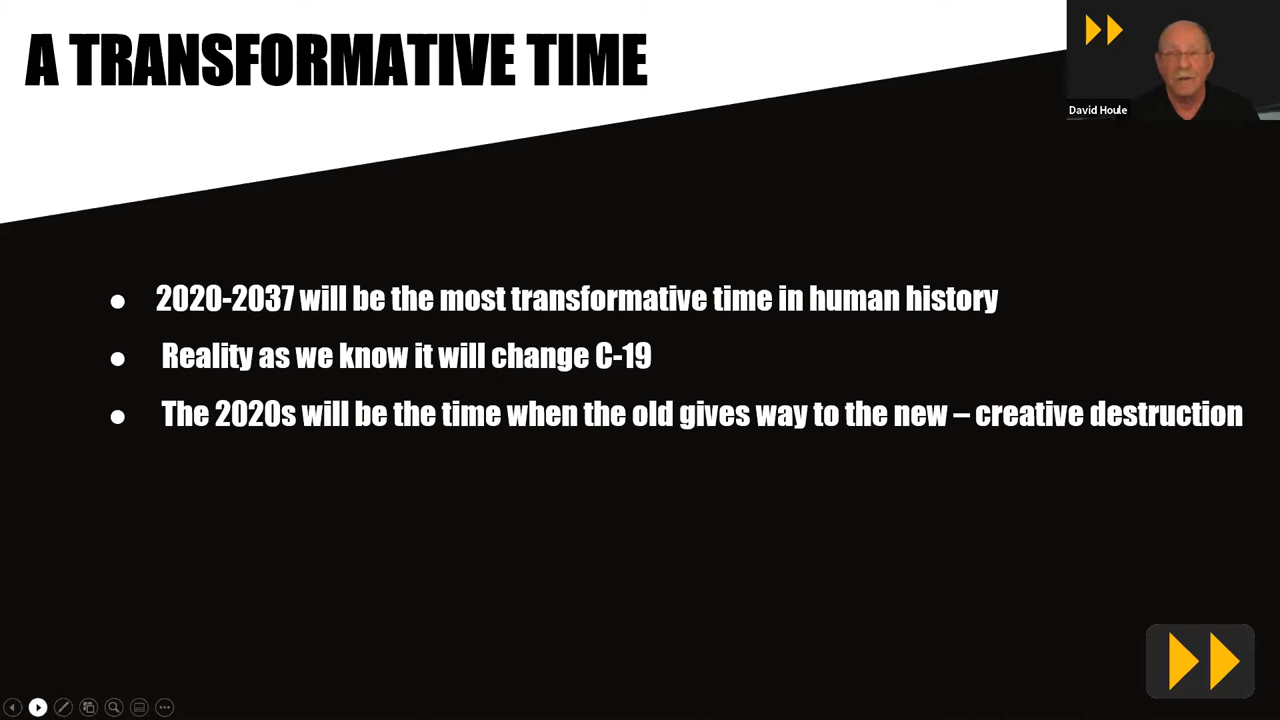 A TRANSFORMATIVE TIME
David Houle
● 2020-2037 will be the most transformative time in human history
● Reality as we know it will change C-19
● The 2020s will be the time when the old gives way to the new – creative destruction